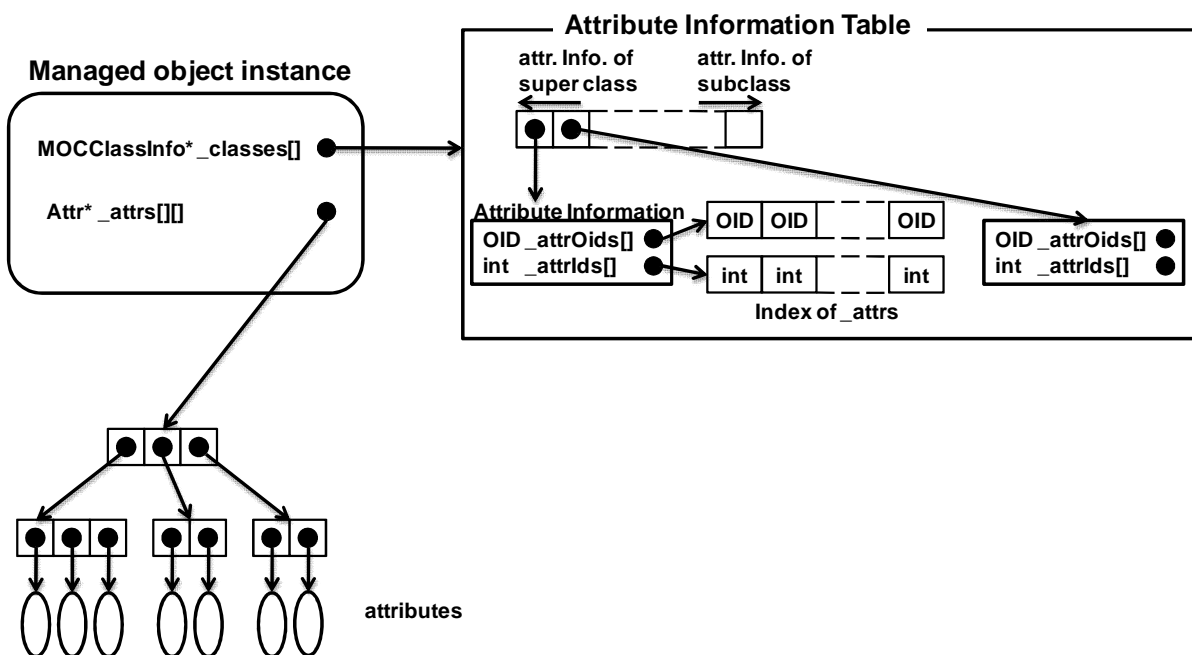 Attribute Information Table
attr. Info. of
super class
attr. Info. of
subclass
Managed object instance
MOCClassInfo* _classes[]
Attr* _attrs[][]
Attribute Information
OID _attrOids[]
int _attrIds[]
OID OID OID
int int int
Index of _attrs
OID _attrOids[]
int _attrIds[]
attributes